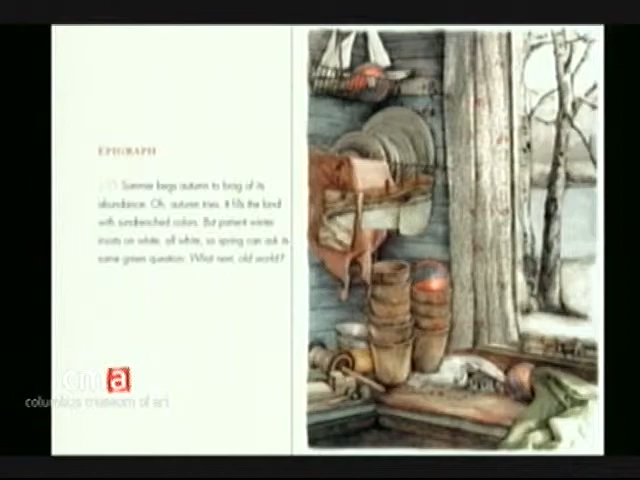 EPIGRAPH
Summer begs autumn to brag of its
abundance. Oh, autumn tries. It fills the land
with sundrenched colors. But patient winter
insists on white, all white, so spring can ask its
same green question: What next, old world?
cma
columbus museum of art